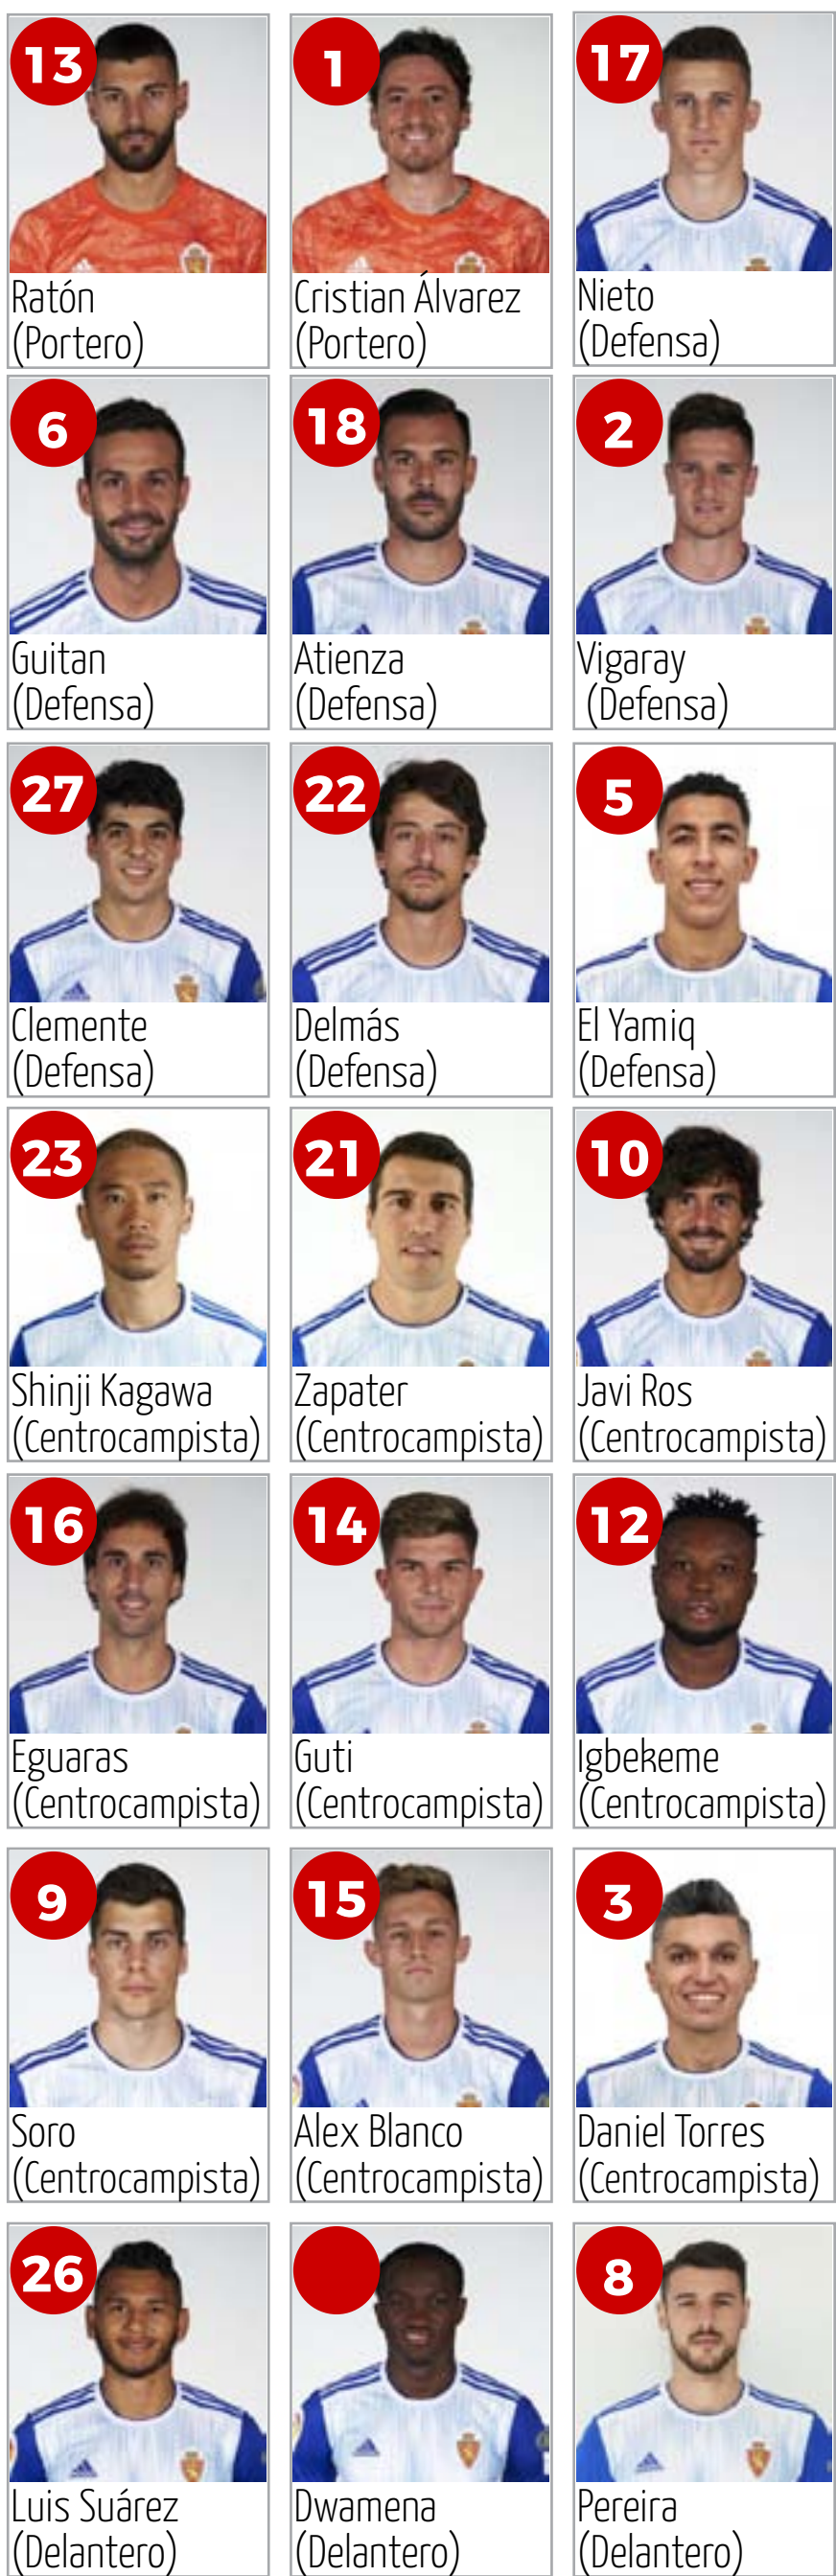 13
Ratón
(Portero)
1
Cristian Álvarez
(Portero)
17
Nieto
(Defensa)
6
Guitan
(Defensa)
18
Atienza
(Defensa)
2
Vigaray
(Defensa)
27
Clemente
(Defensa)
22
Delmás
(Defensa)
5
El Yamiq
(Defensa)
23
Shinji Kagawa
(Centrocampista)
21
Zapater
(Centrocampista)
10
Javi Ros
(Centrocampista)
16
Eguaras
(Centrocampista)
14
Guti
(Centrocampista)
12
Igbekeme
(Centrocampista)
9
Soro
(Centrocampista)
15
Alex Blanco
(Centrocampista)
3
Daniel Torres
(Centrocampista)
26
Luis Suárez
(Delantero)
Dwamena
(Delantero)
8
Pereira
(Delantero)